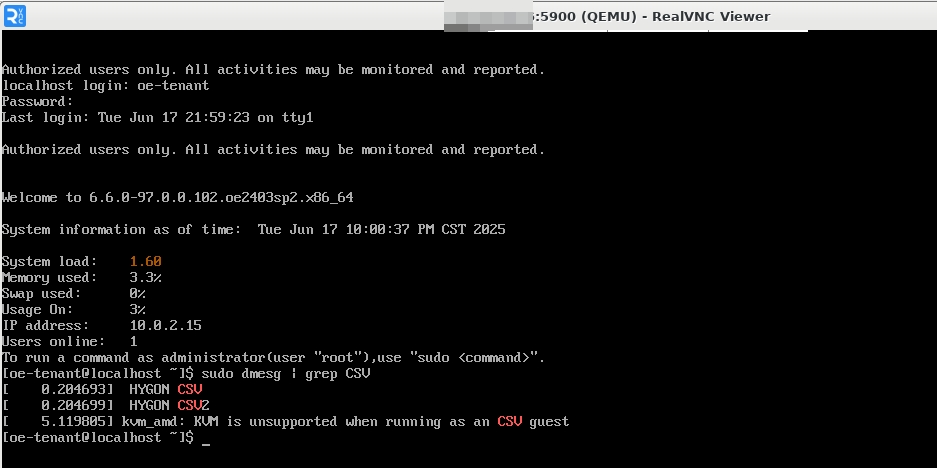 :5900 (QEMU) - RealVNC Viewer
Authorized users only. All activities may be monitored and reported.
localhost login: oe-tenant
Password:
Last login: Tue Jun 17 21:59:23 on tty1
Authorized users only. All activities may be monitored and reported.
Welcome to 6.6.0-97.0.0.102.oe2403sp2.x86_64
System information as of time:  Tue Jun 17 10:00:37 PM CST 2025
System load:    1.60
Memory used:    3.3%
Swap used:      0%
Usage On:       3%
IP address:     10.0.2.15
Users online:   1
To run a command as administrator(user "root"),use "sudo <command>".
[oe-tenant@localhost ~]$ sudo dmesg | grep CSV
[    0.204693]  HYGON CSV
[    0.204699]  HYGON CSV2
[    5.119805] kvm_amd: KVM is unsupported when running as an CSV guest
[oe-tenant@localhost ~]$ _